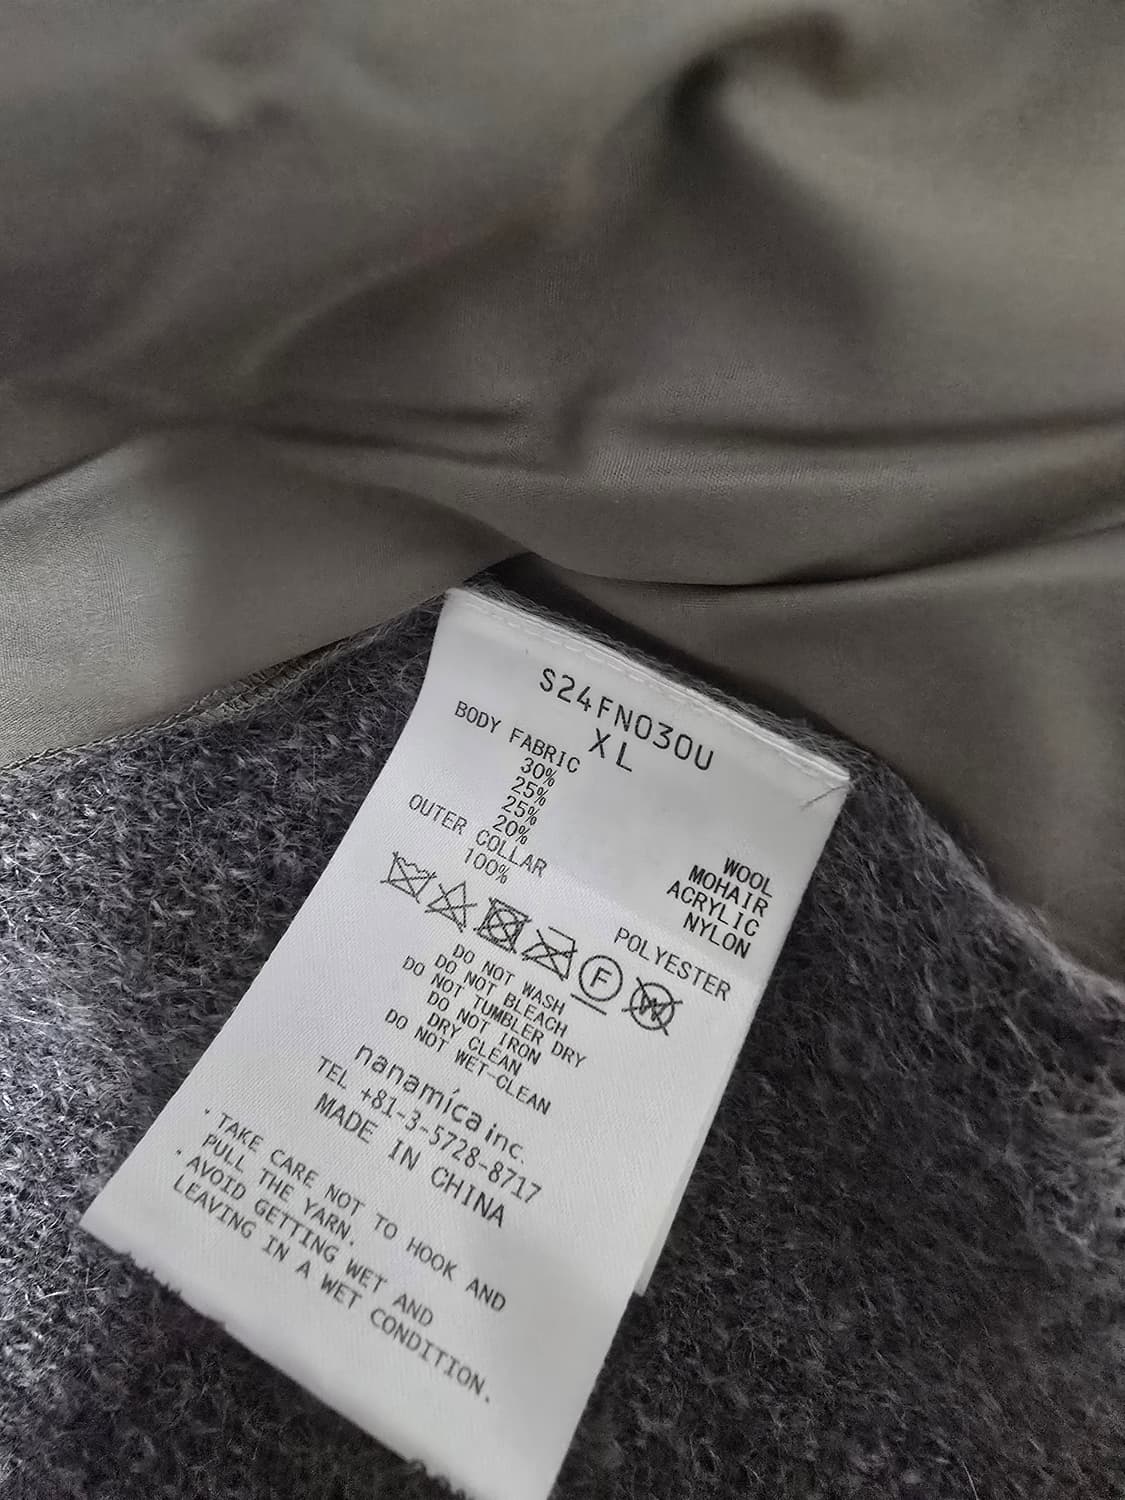 S24FN030U
XL
BODY FABRIC
30% WOOL
25% MOHAIR
25% ACRYLIC
20% NYLON
OUTER COLLAR
100% POLYESTER
F W
DO NOT WASH
DO NOT BLEACH
NOT TUMBLER DRY
DO NOT IRON
DRY CLEAN
DO NOT WET-CLEAN
nanamica inc.
TEL +81-3-5728-8717
MADE IN CHINA
・TAKE CARE NOT TO HOOK AND
PULL THE YARN.
・AVOID GETTING WET AND
LEAVING IN A WET CONDITION.